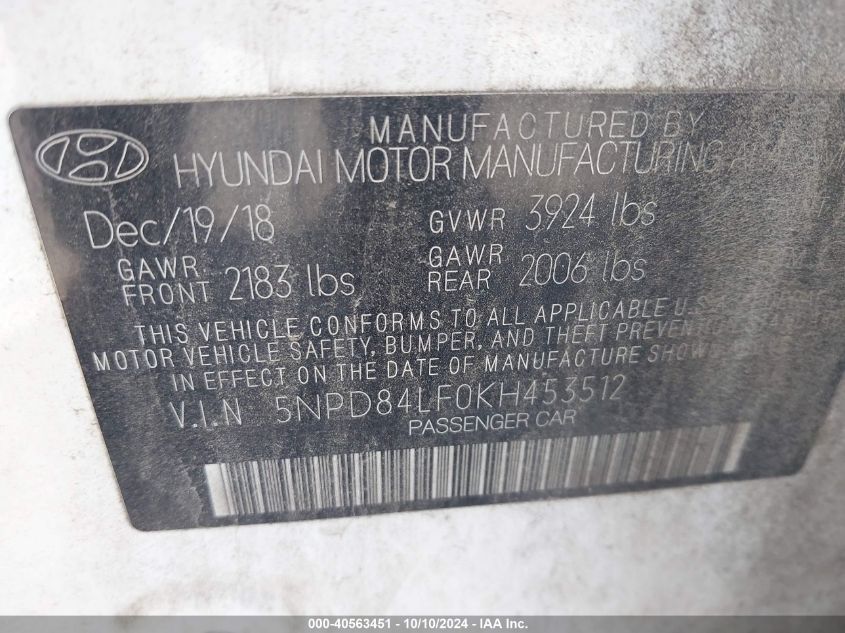 MANUFACTURED BY
HYUNDAI MOTOR MANUFACTURING
Dec/19/18 GVWR 3924 lbs
GAWR FRONT 2183 lbs GAWR REAR 2006 lbs
THIS VEHICLE CONFORMS TO ALL APPLICABLE U.S.
MOTOR VEHICLE SAFETY, BUMPER, AND THEFT PREVENTION
IN EFFECT ON THE DATE OF MANUFACTURE SHOWN
V.I.N 5NPD84LF0KH453512
PASSENGER CAR
000-40563451 - 10/10/2024 - IAA Inc.